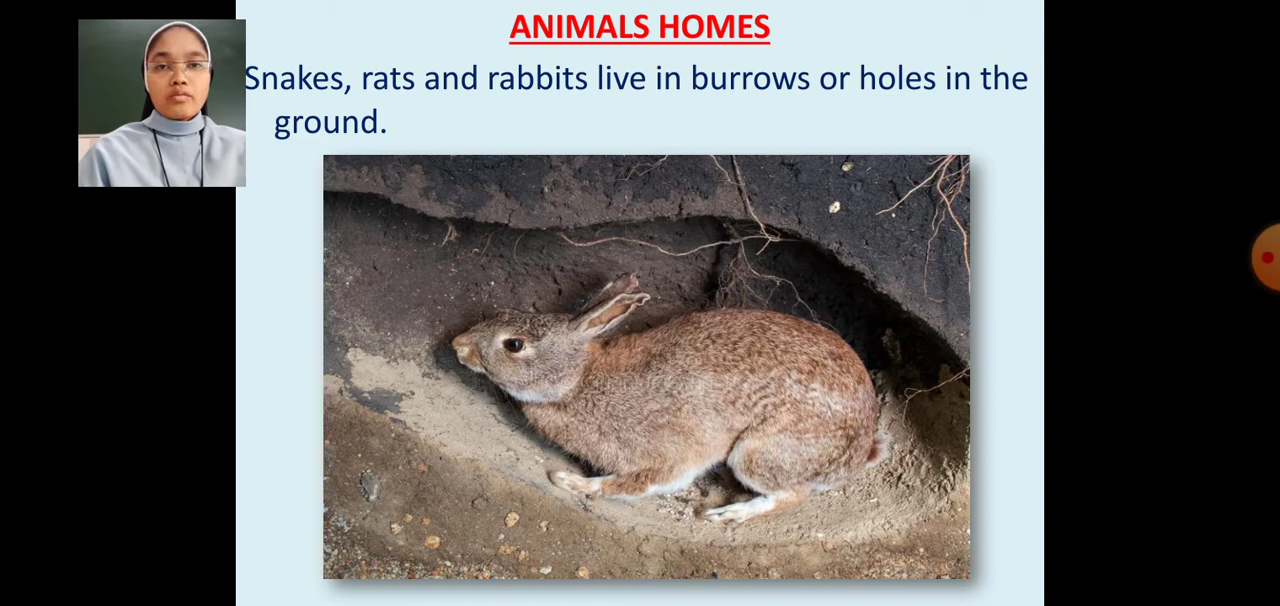 ANIMALS HOMES
Snakes, rats and rabbits live in burrows or holes in the
ground.